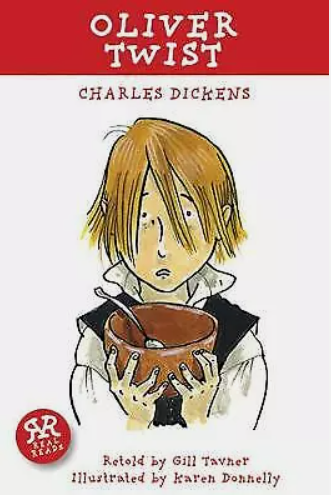 OLIVER
TWIST
CHARLES DICKENS
RR
REAL
READS
Retold by Gill Tavner
Illustrated by Karen Donnelly